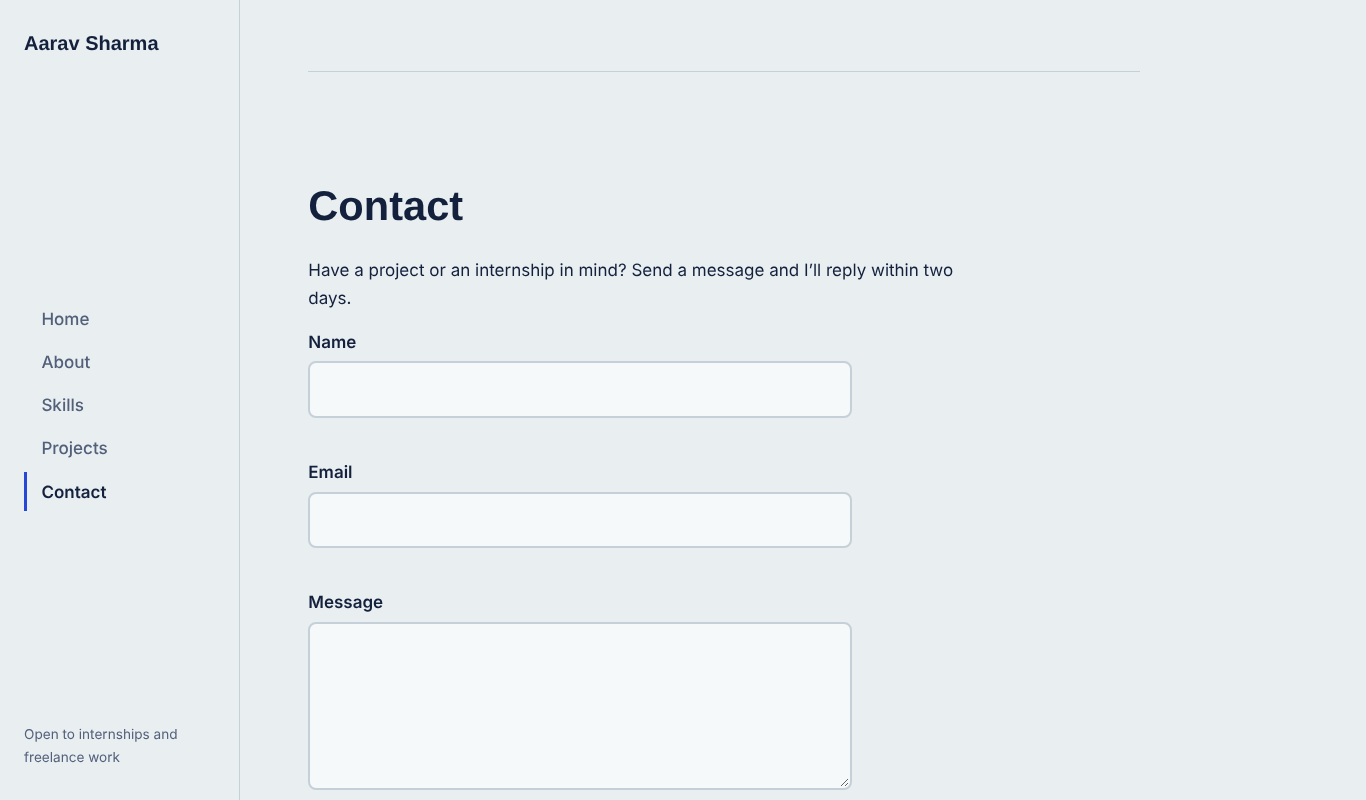 Aarav Sharma
Home
About
Skills
Projects
Contact
Open to internships and
freelance work
Contact
Have a project or an internship in mind? Send a message and I’ll reply within two
days.
Name
Email
Message